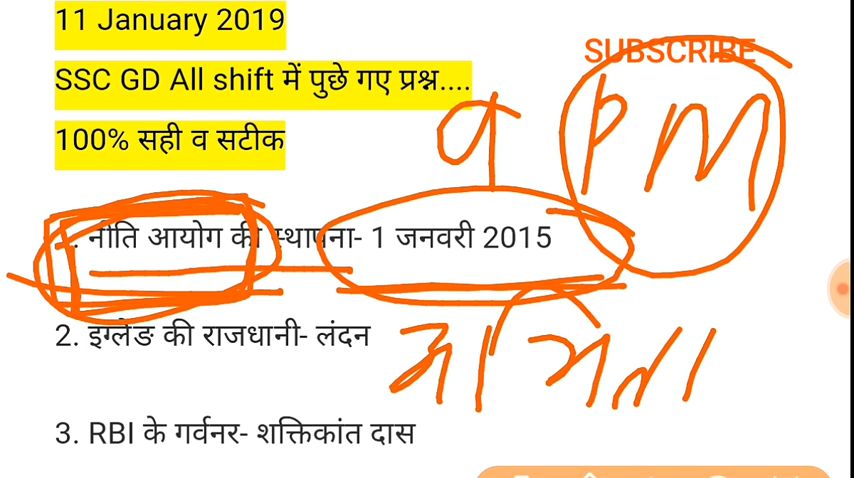 11 January 2019
SUBSCRIBE
SSC GD All shift में पुछे गए प्रश्न....
100% सही व सटीक
PM
नीति आयोग की स्थापना- 1 जनवरी 2015
2. इग्लेंङ की राजधानी- लंदन
3. RBI के गर्वनर- शक्तिकांत दास